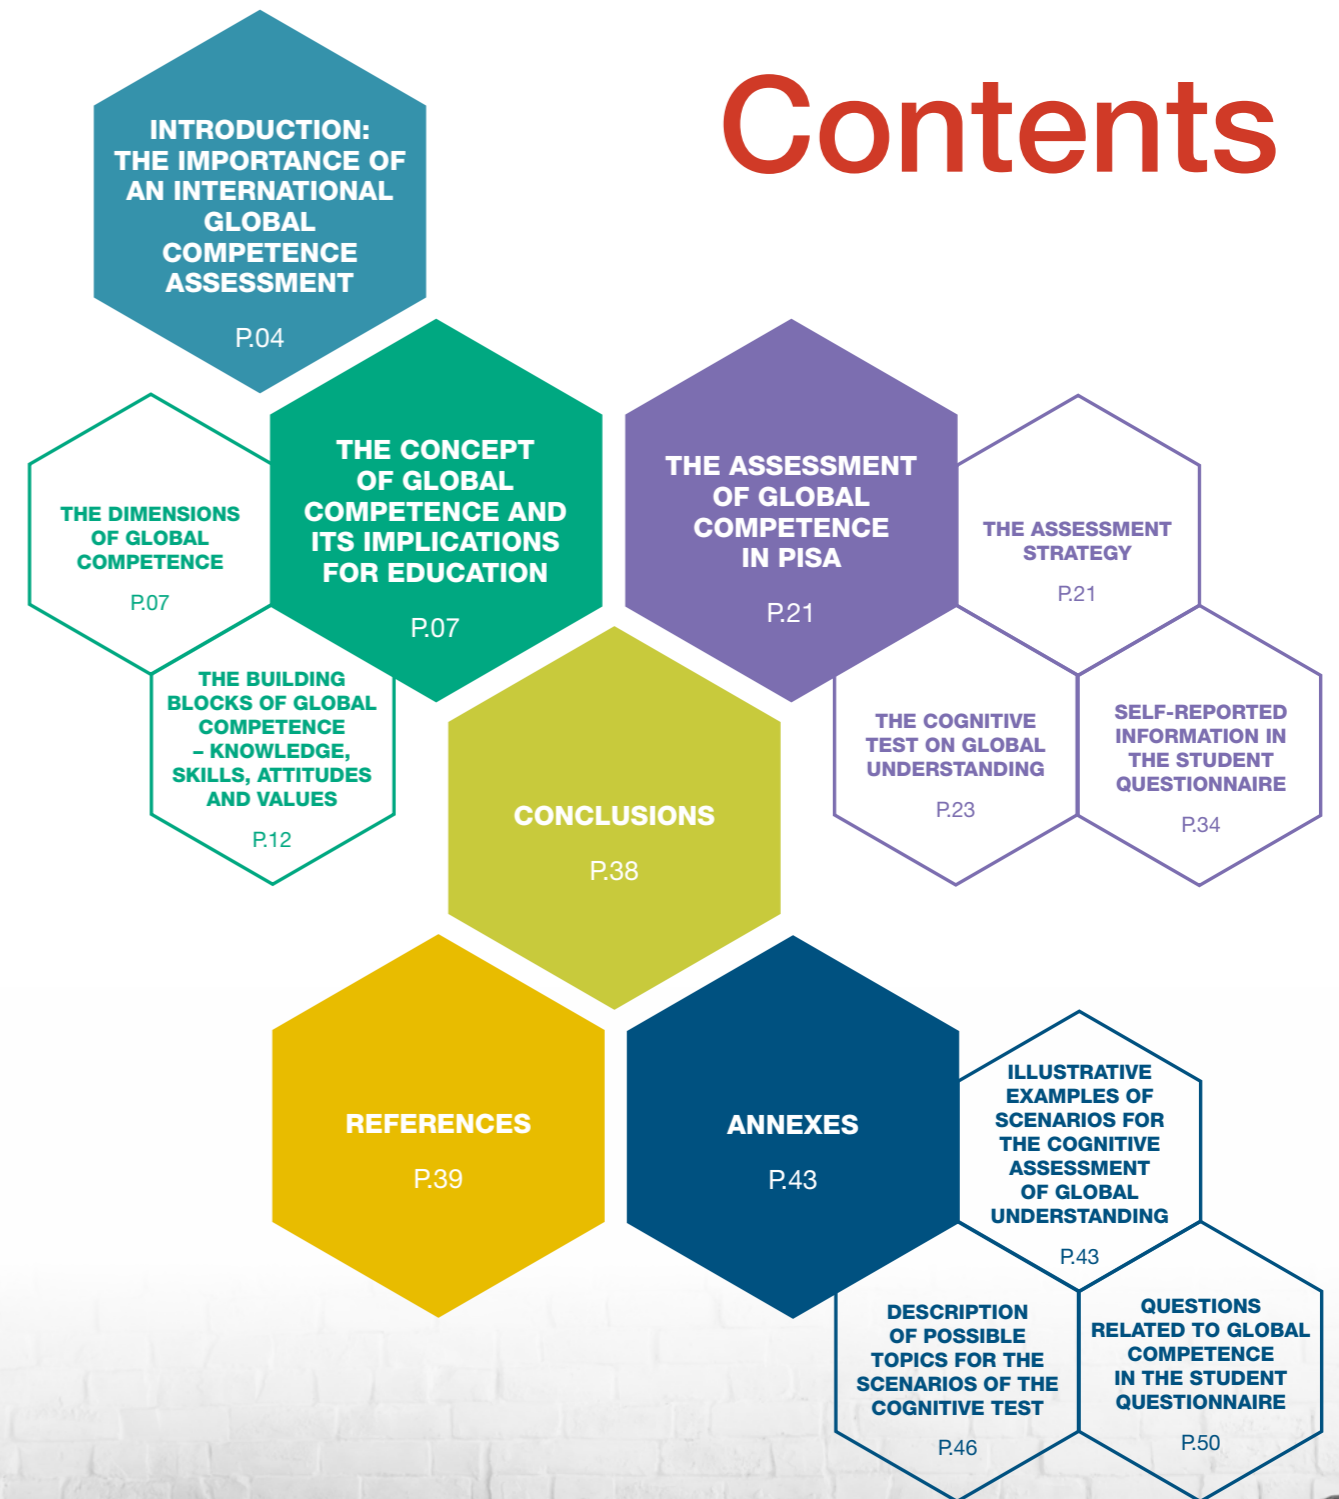 Contents
INTRODUCTION:
THE IMPORTANCE OF
AN INTERNATIONAL
GLOBAL
COMPETENCE
ASSESSMENT
P.04
THE CONCEPT
OF GLOBAL
COMPETENCE AND
ITS IMPLICATIONS
FOR EDUCATION
P.07
THE DIMENSIONS
OF GLOBAL
COMPETENCE
P.07
THE BUILDING
BLOCKS OF GLOBAL
COMPETENCE
– KNOWLEDGE,
SKILLS, ATTITUDES
AND VALUES
P.12
THE ASSESSMENT
OF GLOBAL
COMPETENCE
IN PISA
P.21
THE ASSESSMENT
STRATEGY
P.21
THE COGNITIVE
TEST ON GLOBAL
UNDERSTANDING
P.23
SELF-REPORTED
INFORMATION IN
THE STUDENT
QUESTIONNAIRE
P.34
CONCLUSIONS
P.38
REFERENCES
P.39
ANNEXES
P.43
ILLUSTRATIVE
EXAMPLES OF
SCENARIOS FOR
THE COGNITIVE
ASSESSMENT
OF GLOBAL
UNDERSTANDING
P.43
DESCRIPTION
OF POSSIBLE
TOPICS FOR THE
SCENARIOS OF THE
COGNITIVE TEST
P.46
QUESTIONS
RELATED TO GLOBAL
COMPETENCE
IN THE STUDENT
QUESTIONNAIRE
P.50